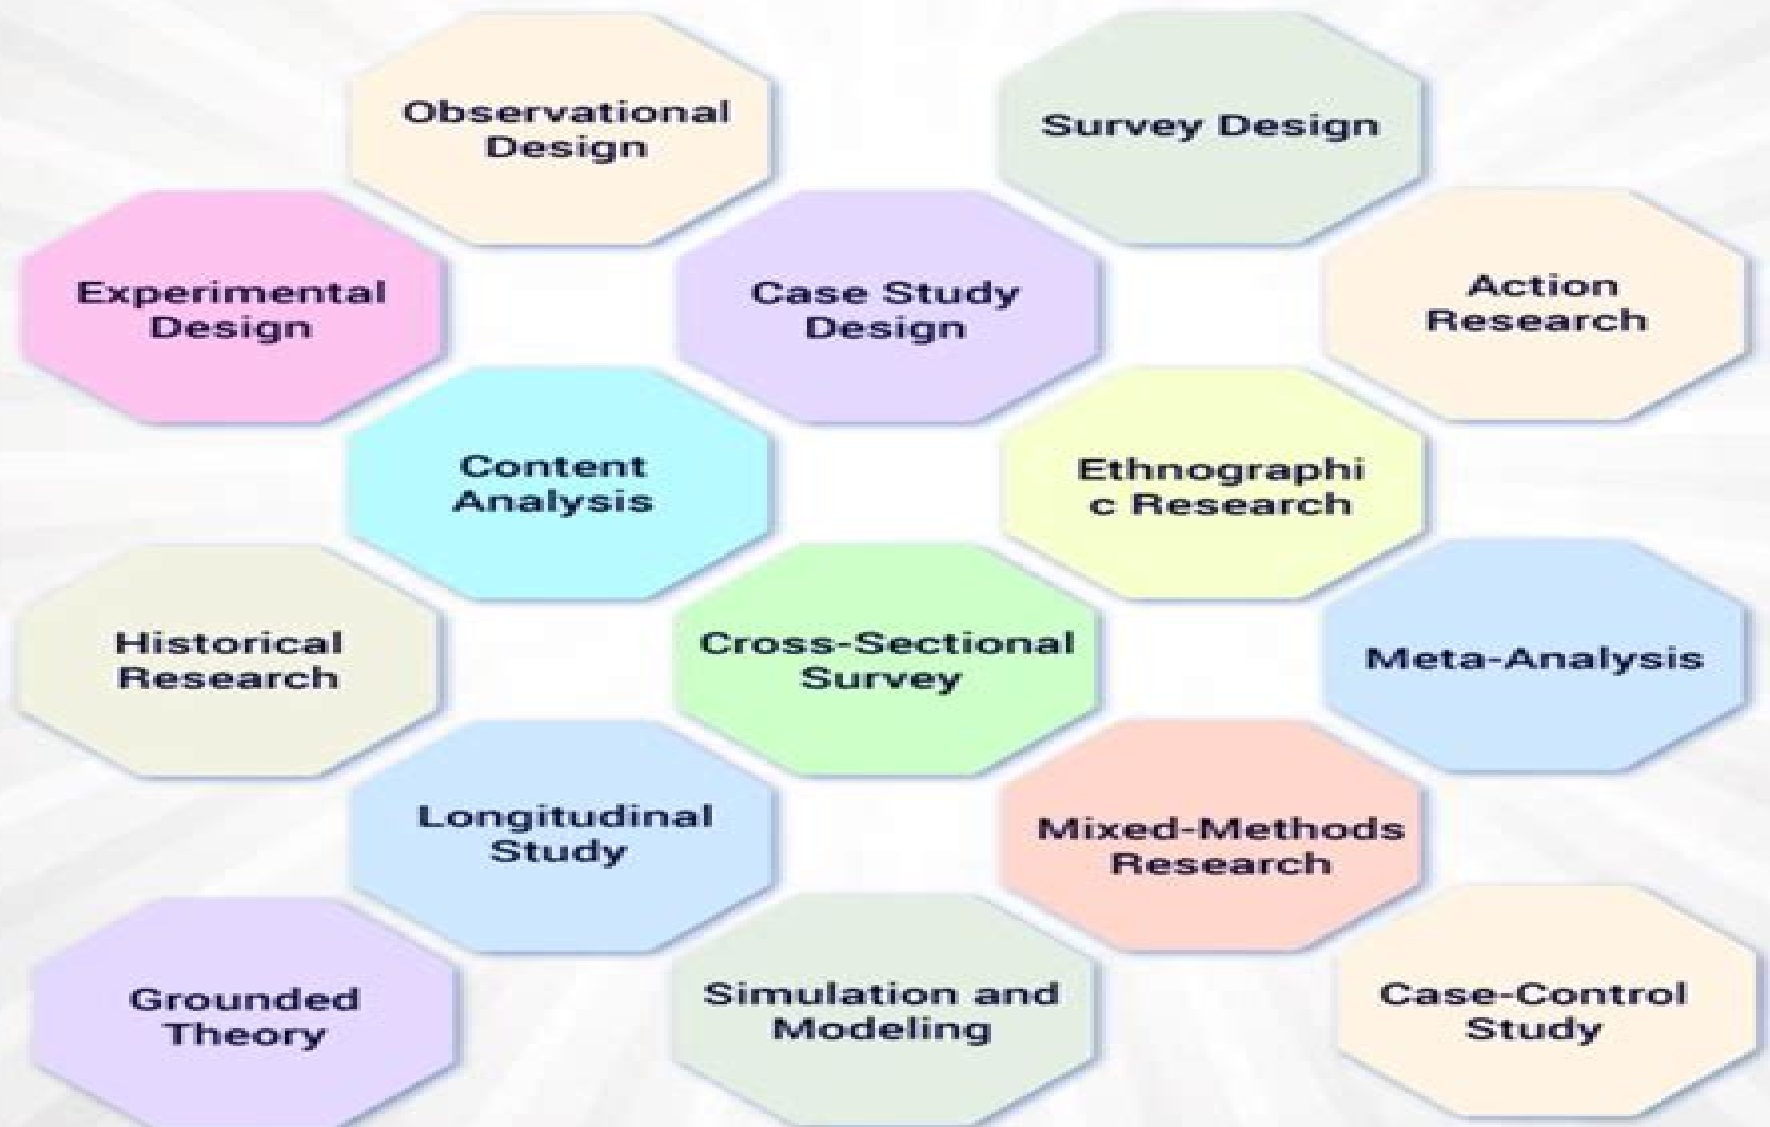 Observational
Design
Survey Design
Experimental
Design
Case Study
Design
Action
Research
Content
Analysis
Ethnographi
c Research
Historical
Research
Cross-Sectional
Survey
Meta-Analysis
Longitudinal
Study
Mixed-Methods
Research
Grounded
Theory
Simulation and
Modeling
Case-Control
Study